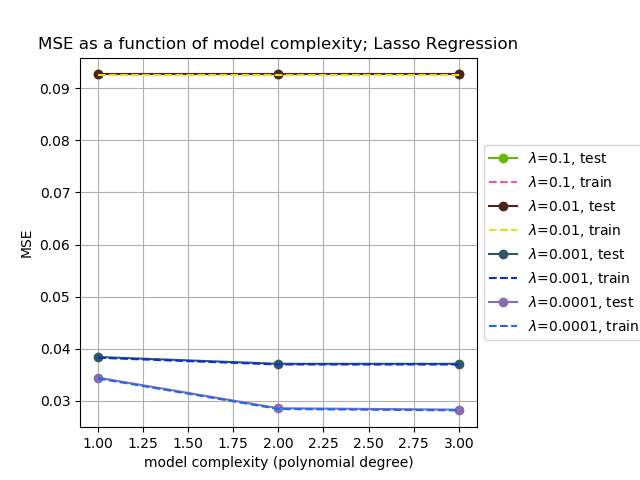 MSE as a function of model complexity; Lasso Regression
MSE
0.09
0.08
0.07
0.06
0.05
0.04
0.03
1.00 1.25 1.50 1.75 2.00 2.25 2.50 2.75 3.00
model complexity (polynomial degree)
λ=0.1, test
λ=0.1, train
λ=0.01, test
λ=0.01, train
λ=0.001, test
λ=0.001, train
λ=0.0001, test
λ=0.0001, train